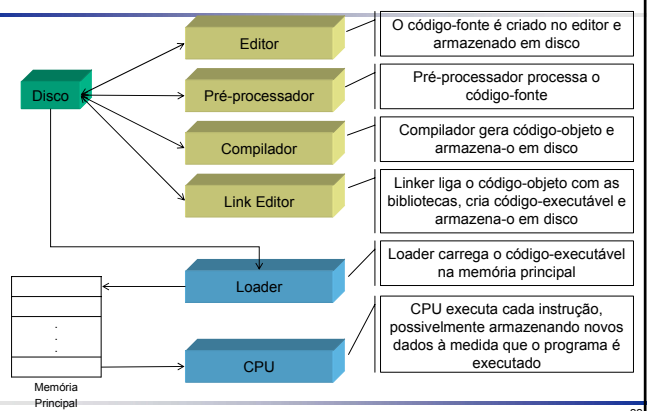 Editor
O código-fonte é criado no editor e
armazenado em disco
Disco
Pré-processador
Pré-processador processa o
código-fonte
Compilador
Compilador gera código-objeto e
armazena-o em disco
Link Editor
Linker liga o código-objeto com as
bibliotecas, cria código-executável e
armazena-o em disco
Loader
Loader carrega o código-executável
na memória principal
.
.
.
CPU
CPU executa cada instrução,
possivelmente armazenando novos
dados à medida que o programa é
executado
Memória
Principal